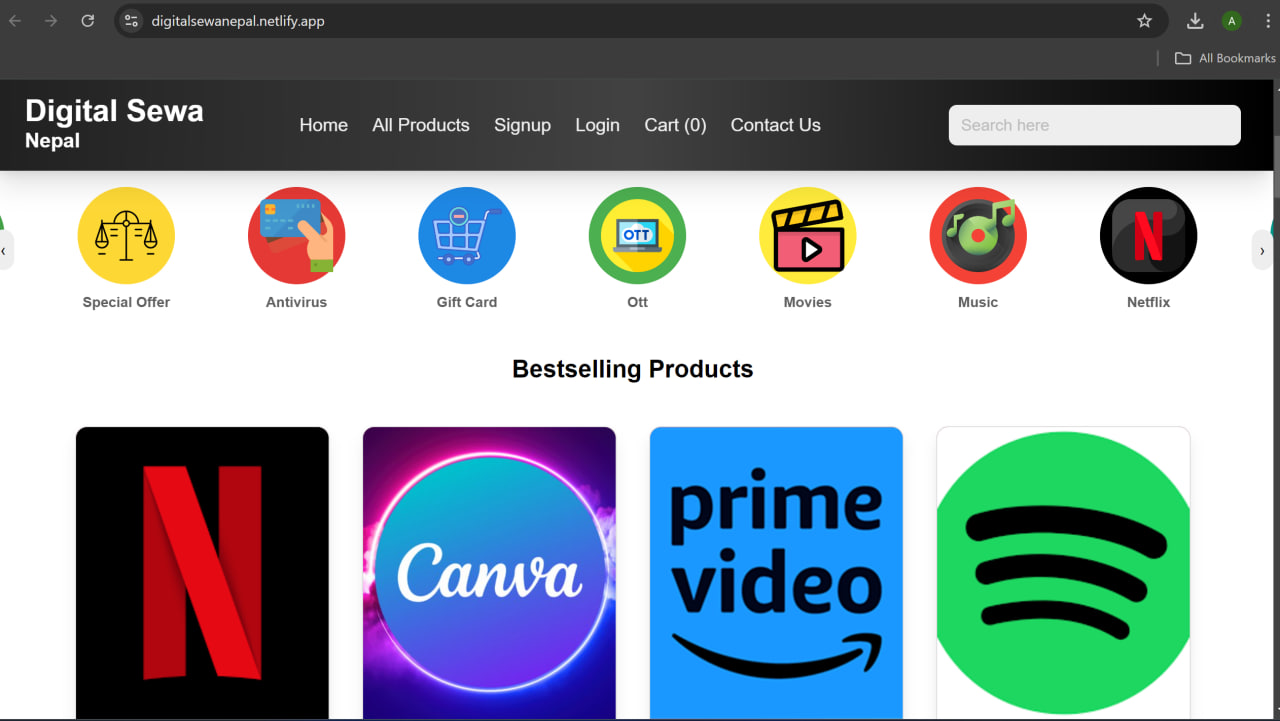 digitalsewanepal.netlify.app
A
All Bookmarks
Digital Sewa
Nepal
Home All Products Signup Login Cart (0) Contact Us
Search here
OTT
N
‹
›
Special Offer Antivirus Gift Card Ott Movies Music Netflix
Bestselling Products
N
Canva
prime
video